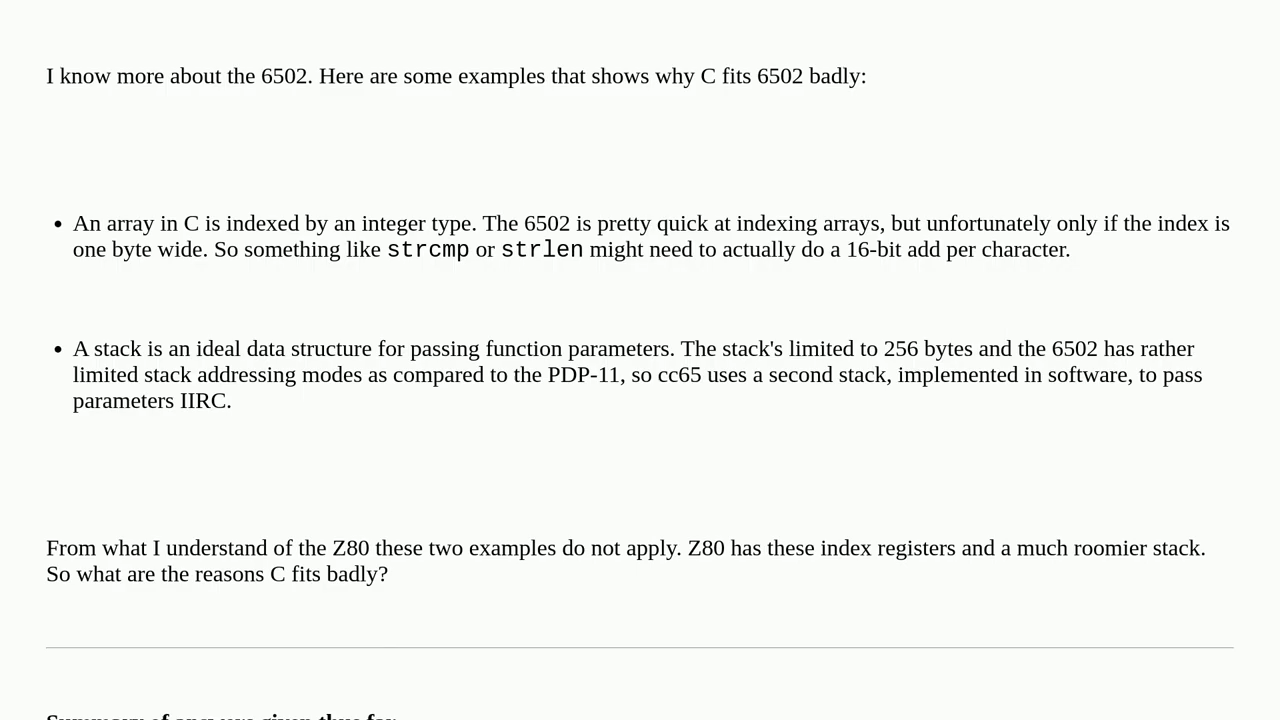 I know more about the 6502. Here are some examples that shows why C fits 6502 badly:
• An array in C is indexed by an integer type. The 6502 is pretty quick at indexing arrays, but unfortunately only if the index is
one byte wide. So something like strcmp or strlen might need to actually do a 16-bit add per character.
• A stack is an ideal data structure for passing function parameters. The stack's limited to 256 bytes and the 6502 has rather
limited stack addressing modes as compared to the PDP-11, so cc65 uses a second stack, implemented in software, to pass
parameters IIRC.
From what I understand of the Z80 these two examples do not apply. Z80 has these index registers and a much roomier stack.
So what are the reasons C fits badly?
Summary of answers given thus far